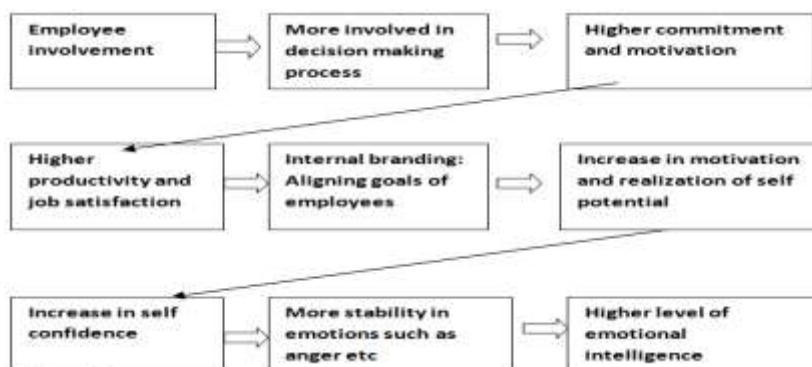 Employee
involvement
More involved in
decision making
process
Higher commitment
and motivation
Higher
productivity and
job satisfaction
Internal branding:
Aligning goals of
employees
Increase in motivation
and realization of self
potential
Increase in self
confidence
More stability in
emotions such as
anger etc
Higher level of
emotional
intelligence